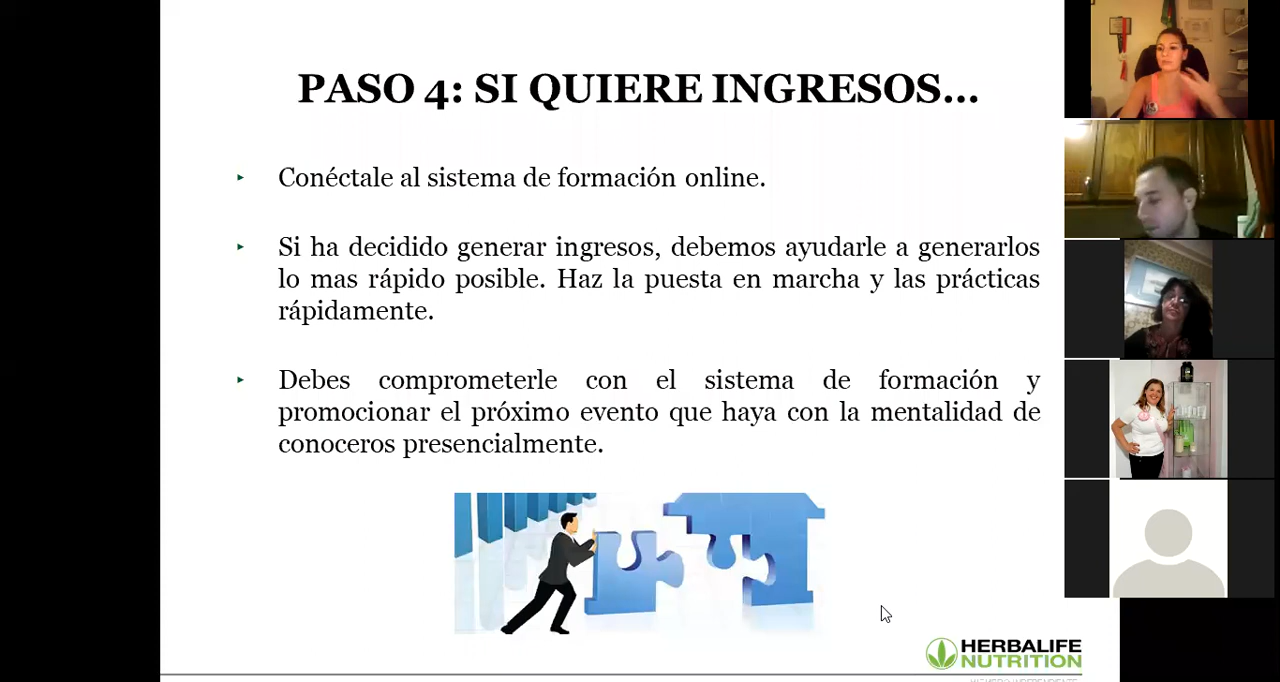 PASO 4: SI QUIERE INGRESOS...
Conéctale al sistema de formación online.
Si ha decidido generar ingresos, debemos ayudarle a generarlos
lo mas rápido posible. Haz la puesta en marcha y las prácticas
rápidamente.
Debes comprometerle con el sistema de formación y
promocionar el próximo evento que haya con la mentalidad de
conoceros presencialmente.
HERBALIFE
NUTRITION